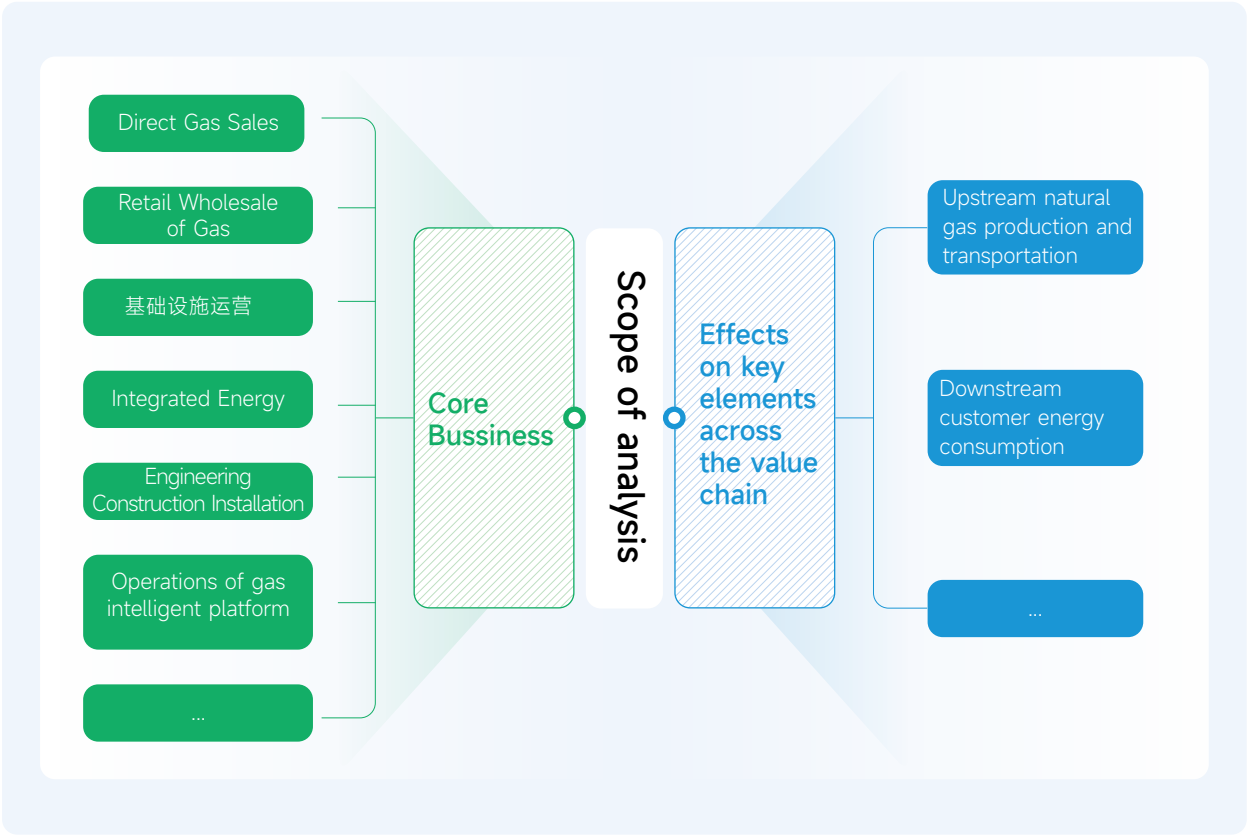 Direct Gas Sales
Retail Wholesale
of Gas
基础设施运营
Integrated Energy
Engineering
Construction Installation
Operations of gas
intelligent platform
...
Core
Bussiness
Scope of analysis
Effects
on key
elements
across
the value
chain
Upstream natural
gas production and
transportation
Downstream
customer energy
consumption
...